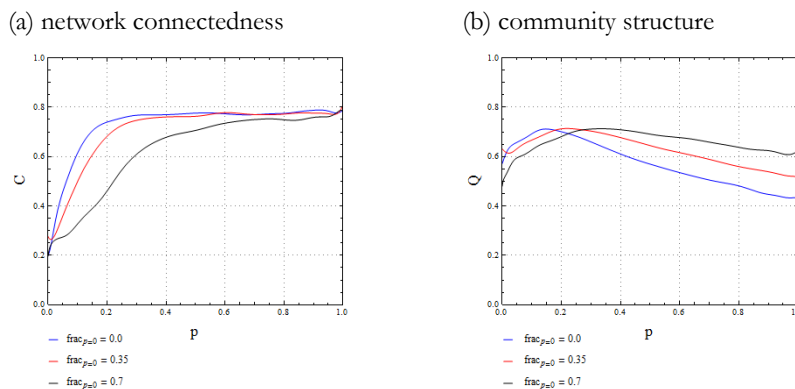 (a) network connectedness
1.0
0.8
0.6
0.4
0.2
0.0
C
0.0 0.2 0.4 0.6 0.8 1.0
p
frac_{p=0} = 0.0
frac_{p=0} = 0.35
frac_{p=0} = 0.7
(b) community structure
1.0
0.8
0.6
0.4
0.2
0.0
Q
0.0 0.2 0.4 0.6 0.8 1.0
p
frac_{p=0} = 0.0
frac_{p=0} = 0.35
frac_{p=0} = 0.7